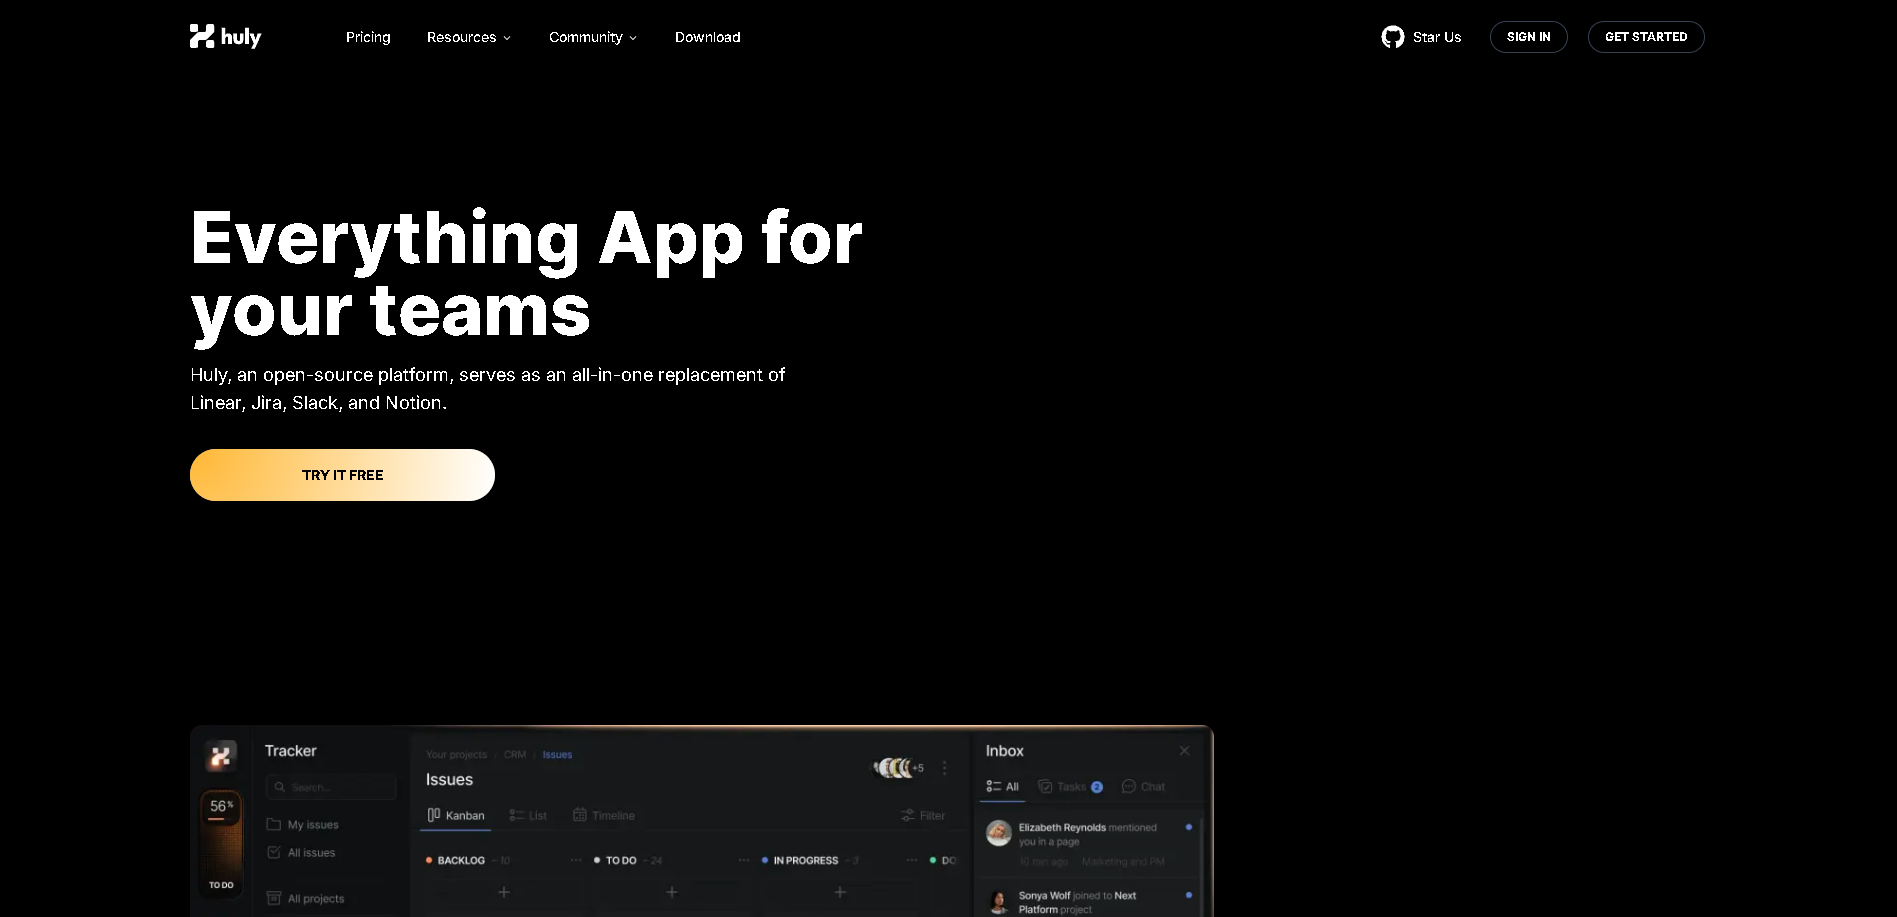 huly
Pricing
Resources
Community
Download
Star Us
SIGN IN
GET STARTED
Everything App for
your teams
Huly, an open-source platform, serves as an all-in-one replacement of
Linear, Jira, Slack, and Notion.
TRY IT FREE
56%
TO DO
Tracker
Search...
My issues
All issues
All projects
Your projects / CRM / Issues
Issues
+5
Kanban
List
Timeline
Filter
BACKLOG – 10
TO DO – 24
IN PROGRESS – 3
DO
Inbox
All
Tasks 2
Chat
Elizabeth Reynolds mentioned
you in a page
10 min ago Marketing and PM
Sonya Wolf joined to Next
Platform project